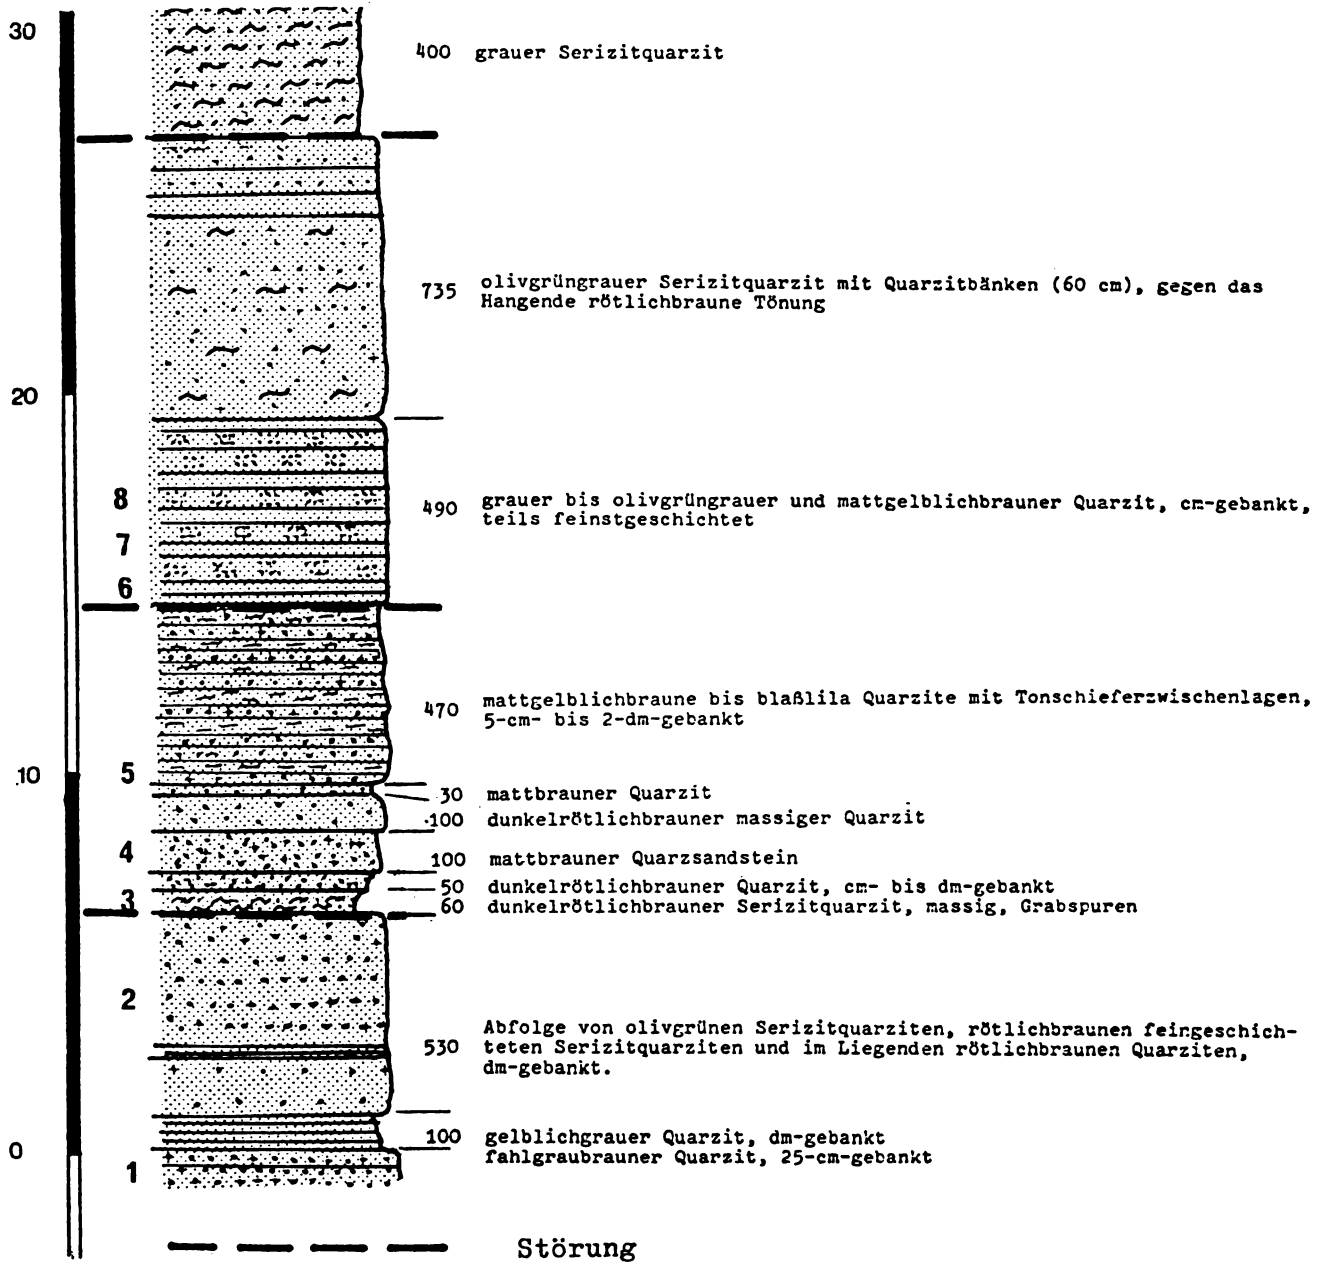 30
400 grauer Serizitquarzit
735 olivgrüngrauer Serizitquarzit mit Quarzitbänken (60 cm), gegen das
Hangende rötlichbraune Tönung
20
8
490 grauer bis olivgrüngrauer und mattgelblichbrauner Quarzit, cm-gebankt,
teils feinstgeschichtet
7
6
470 mattgelblichbraune bis blaßlila Quarzite mit Tonschieferzwischenlagen,
5-cm- bis 2-dm-gebankt
10
5
30 mattbrauner Quarzit
100 dunkelrötlichbrauner massiger Quarzit
4
100 mattbrauner Quarzsandstein
50 dunkelrötlichbrauner Quarzit, cm- bis dm-gebankt
3
60 dunkelrötlichbrauner Serizitquarzit, massig, Grabspuren
2
530 Abfolge von olivgrünen Serizitquarziten, rötlichbraunen feingeschich-
teten Serizitquarziten und im Liegenden rötlichbraunen Quarziten,
dm-gebankt.
0
100 gelblichgrauer Quarzit, dm-gebankt
fahlgraubrauner Quarzit, 25-cm-gebankt
1
Störung